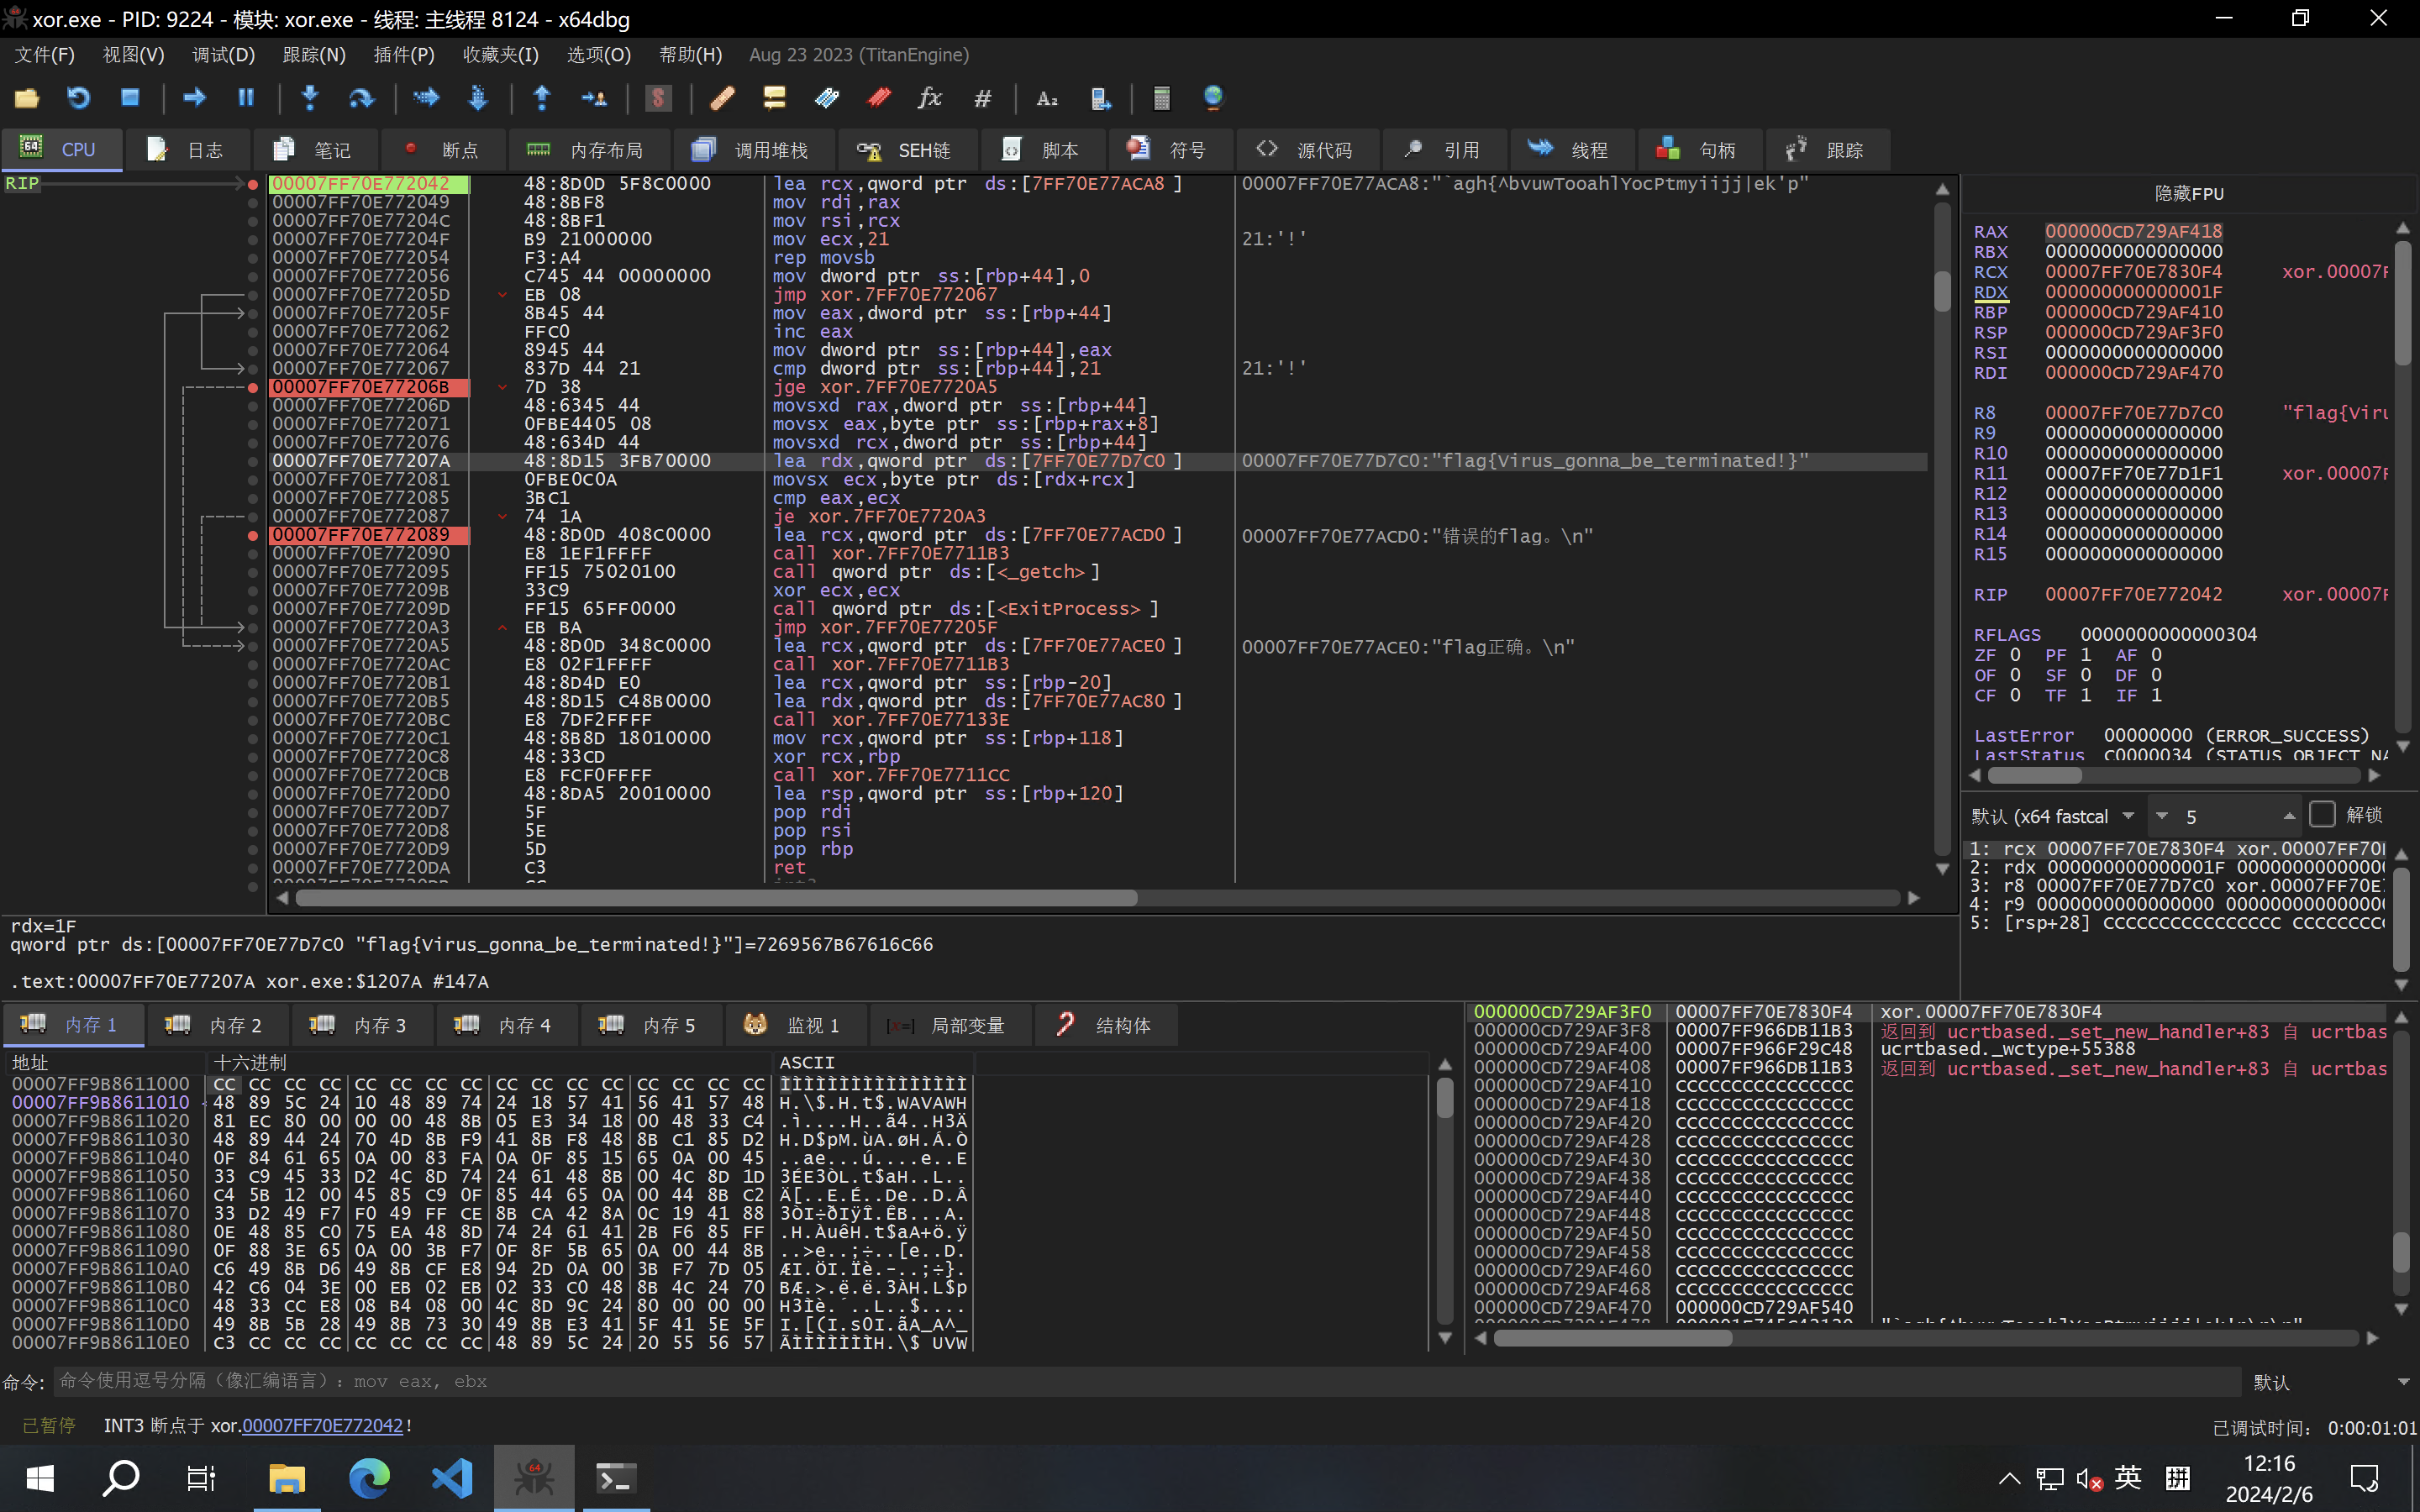 xor.exe - PID: 9224 - 模块: xor.exe - 线程: 主线程 8124 - x64dbg
文件(F) 视图(V) 调试(D) 跟踪(N) 插件(P) 收藏夹(I) 选项(O) 帮助(H) Aug 23 2023 (TitanEngine)
CPU 日志 笔记 断点 内存布局 调用堆栈 SEH链 脚本 符号 源代码 引用 线程 句柄 跟踪
RIP 00007FF70E772042 48:8D0D 5F8C0000 lea rcx,qword ptr ds:[7FF70E77ACA8] 00007FF70E77ACA8:"`agh{^bvuwTooahlYocPtmyiijj|ek'p"
00007FF70E772049 48:8BF8 mov rdi,rax
00007FF70E77204C 48:8BF1 mov rsi,rcx
00007FF70E77204F B9 21000000 mov ecx,21 21:'!'
00007FF70E772054 F3:A4 rep movsb
00007FF70E772056 C745 44 00000000 mov dword ptr ss:[rbp+44],0
00007FF70E77205D EB 08 jmp xor.7FF70E772067
00007FF70E77205F 8B45 44 mov eax,dword ptr ss:[rbp+44]
00007FF70E772062 FFC0 inc eax
00007FF70E772064 8945 44 mov dword ptr ss:[rbp+44],eax
00007FF70E772067 837D 44 21 cmp dword ptr ss:[rbp+44],21 21:'!'
00007FF70E77206B 7D 38 jge xor.7FF70E7720A5
00007FF70E77206D 48:6345 44 movsxd rax,dword ptr ss:[rbp+44]
00007FF70E772071 0FBE4405 08 movsx eax,byte ptr ss:[rbp+rax+8]
00007FF70E772076 48:634D 44 movsxd rcx,dword ptr ss:[rbp+44]
00007FF70E77207A 48:8D15 3FB70000 lea rdx,qword ptr ds:[7FF70E77D7C0] 00007FF70E77D7C0:"flag{Virus_gonna_be_terminated!}"
00007FF70E772081 0FBE0C0A movsx ecx,byte ptr ds:[rdx+rcx]
00007FF70E772085 3BC1 cmp eax,ecx
00007FF70E772087 74 1A je xor.7FF70E7720A3
00007FF70E772089 48:8D0D 408C0000 lea rcx,qword ptr ds:[7FF70E77ACD0] 00007FF70E77ACD0:"错误的flag。\n"
00007FF70E772090 E8 1EF1FFFF call xor.7FF70E7711B3
00007FF70E772095 FF15 75020100 call qword ptr ds:[<_getch>]
00007FF70E77209B 33C9 xor ecx,ecx
00007FF70E77209D FF15 65FF0000 call qword ptr ds:[<ExitProcess>]
00007FF70E7720A3 EB BA jmp xor.7FF70E77205F
00007FF70E7720A5 48:8D0D 348C0000 lea rcx,qword ptr ds:[7FF70E77ACE0] 00007FF70E77ACE0:"flag正确。\n"
00007FF70E7720AC E8 02F1FFFF call xor.7FF70E7711B3
00007FF70E7720B1 48:8D4D E0 lea rcx,qword ptr ss:[rbp-20]
00007FF70E7720B5 48:8D15 C48B0000 lea rdx,qword ptr ds:[7FF70E77AC80]
00007FF70E7720BC E8 7DF2FFFF call xor.7FF70E77133E
00007FF70E7720C1 48:8B8D 18010000 mov rcx,qword ptr ss:[rbp+118]
00007FF70E7720C8 48:33CD xor rcx,rbp
00007FF70E7720CB E8 FCF0FFFF call xor.7FF70E7711CC
00007FF70E7720D0 48:8DA5 20010000 lea rsp,qword ptr ss:[rbp+120]
00007FF70E7720D7 5F pop rdi
00007FF70E7720D8 5E pop rsi
00007FF70E7720D9 5D pop rbp
00007FF70E7720DA C3 ret
隐藏FPU
RAX 000000CD729AF418
RBX 0000000000000000
RCX 00007FF70E7830F4 xor.00007F
RDX 000000000000001F
RBP 000000CD729AF410
RSP 000000CD729AF3F0
RSI 0000000000000000
RDI 000000CD729AF470
R8 00007FF70E77D7C0 "flag{Viru
R9 0000000000000000
R10 0000000000000000
R11 00007FF70E77D1F1 xor.00007F
R12 0000000000000000
R13 0000000000000000
R14 0000000000000000
R15 0000000000000000
RIP 00007FF70E772042 xor.00007F
RFLAGS 0000000000000304
ZF 0 PF 1 AF 0
OF 0 SF 0 DF 0
CF 0 TF 1 IF 1
LastError 00000000 (ERROR_SUCCESS)
LastStatus C0000034 (STATUS_OBJECT_NA
默认 (x64 fastcal 5 解锁
1: rcx 00007FF70E7830F4 xor.00007FF70E
2: rdx 000000000000001F 00000000000000
3: r8 00007FF70E77D7C0 xor.00007FF70E7
4: r9 0000000000000000 000000000000000
5: [rsp+28] CCCCCCCCCCCCCCCC CCCCCCCCC
rdx=1F
qword ptr ds:[00007FF70E77D7C0 "flag{Virus_gonna_be_terminated!}"]=7269567B67616C66
.text:00007FF70E77207A xor.exe:$1207A #147A
内存 1 内存 2 内存 3 内存 4 内存 5 监视 1 局部变量 结构体
地址 十六进制 ASCII
00007FF9B8611000 CC CC CC CC CC CC CC CC CC CC CC CC CC CC CC CC ÌÌÌÌÌÌÌÌÌÌÌÌÌÌÌÌ
00007FF9B8611010 48 89 5C 24 10 48 89 74 24 18 57 41 56 41 57 48 H.\$.H.t$.WAVAWH
00007FF9B8611020 81 EC 80 00 00 00 48 8B 05 E3 34 18 00 48 33 C4 .ì....H..ã4..H3Ä
00007FF9B8611030 48 89 44 24 70 4D 8B F9 41 8B F8 48 8B C1 85 D2 H.D$pM.ùA.øH.Á.Ò
00007FF9B8611040 0F 84 61 65 0A 00 83 FA 0A 0F 85 15 65 0A 00 45 ..ae...ú....e..E
00007FF9B8611050 33 C9 45 33 D2 4C 8D 74 24 61 48 8B 00 4C 8D 1D 3ÉE3ÒL.t$aH..L..
00007FF9B8611060 C4 5B 12 00 45 85 C9 0F 85 44 65 0A 00 44 8B C2 Ä[..E.É..De..D.Â
00007FF9B8611070 33 D2 49 F7 F0 49 FF CE 8B CA 42 8A 0C 19 41 88 3ÒI÷ðIÿÎ.ÊB...A.
00007FF9B8611080 0E 48 85 C0 75 EA 48 8D 74 24 61 41 2B F6 85 FF .H.ÀuêH.t$aA+ö.ÿ
00007FF9B8611090 0F 88 3E 65 0A 00 3B F7 0F 8F 5B 65 0A 00 44 8B ..>e..;÷..[e..D.
00007FF9B86110A0 C6 49 8B D6 49 8B CF E8 94 2D 0A 00 3B F7 7D 05 ÆI.ÖI.Ïè.-..;÷}.
00007FF9B86110B0 42 C6 04 3E 00 EB 02 EB 02 33 C0 48 8B 4C 24 70 BÆ.>.ë.ë.3ÀH.L$p
00007FF9B86110C0 48 33 CC E8 08 B4 08 00 4C 8D 9C 24 80 00 00 00 H3Ìè.´..L..$....
00007FF9B86110D0 49 8B 5B 28 49 8B 73 30 49 8B E3 41 5F 41 5E 5F I.[(I.s0I.ãA_A^_
00007FF9B86110E0 C3 CC CC CC CC CC CC CC 48 89 5C 24 20 55 56 57 ÃÌÌÌÌÌÌÌH.\$ UVW
000000CD729AF3F0 00007FF70E7830F4 xor.00007FF70E7830F4
000000CD729AF3F8 00007FF966DB11B3 返回到 ucrtbased._set_new_handler+83 自 ucrtbas
000000CD729AF400 00007FF966F29C48 ucrtbased._wctype+55388
000000CD729AF408 00007FF966DB11B3 返回到 ucrtbased._set_new_handler+83 自 ucrtbas
000000CD729AF410 CCCCCCCCCCCCCCCC
000000CD729AF418 CCCCCCCCCCCCCCCC
000000CD729AF420 CCCCCCCCCCCCCCCC
000000CD729AF428 CCCCCCCCCCCCCCCC
000000CD729AF430 CCCCCCCCCCCCCCCC
000000CD729AF438 CCCCCCCCCCCCCCCC
000000CD729AF440 CCCCCCCCCCCCCCCC
000000CD729AF448 CCCCCCCCCCCCCCCC
000000CD729AF450 CCCCCCCCCCCCCCCC
000000CD729AF458 CCCCCCCCCCCCCCCC
000000CD729AF460 CCCCCCCCCCCCCCCC
000000CD729AF468 CCCCCCCCCCCCCCCC
000000CD729AF470 000000CD729AF540
命令: 命令使用逗号分隔（像汇编语言）: mov eax, ebx 默认
已暂停 INT3 断点于 xor.00007FF70E772042! 已调试时间: 0:00:01:01
英 拼 12:16
2024/2/6